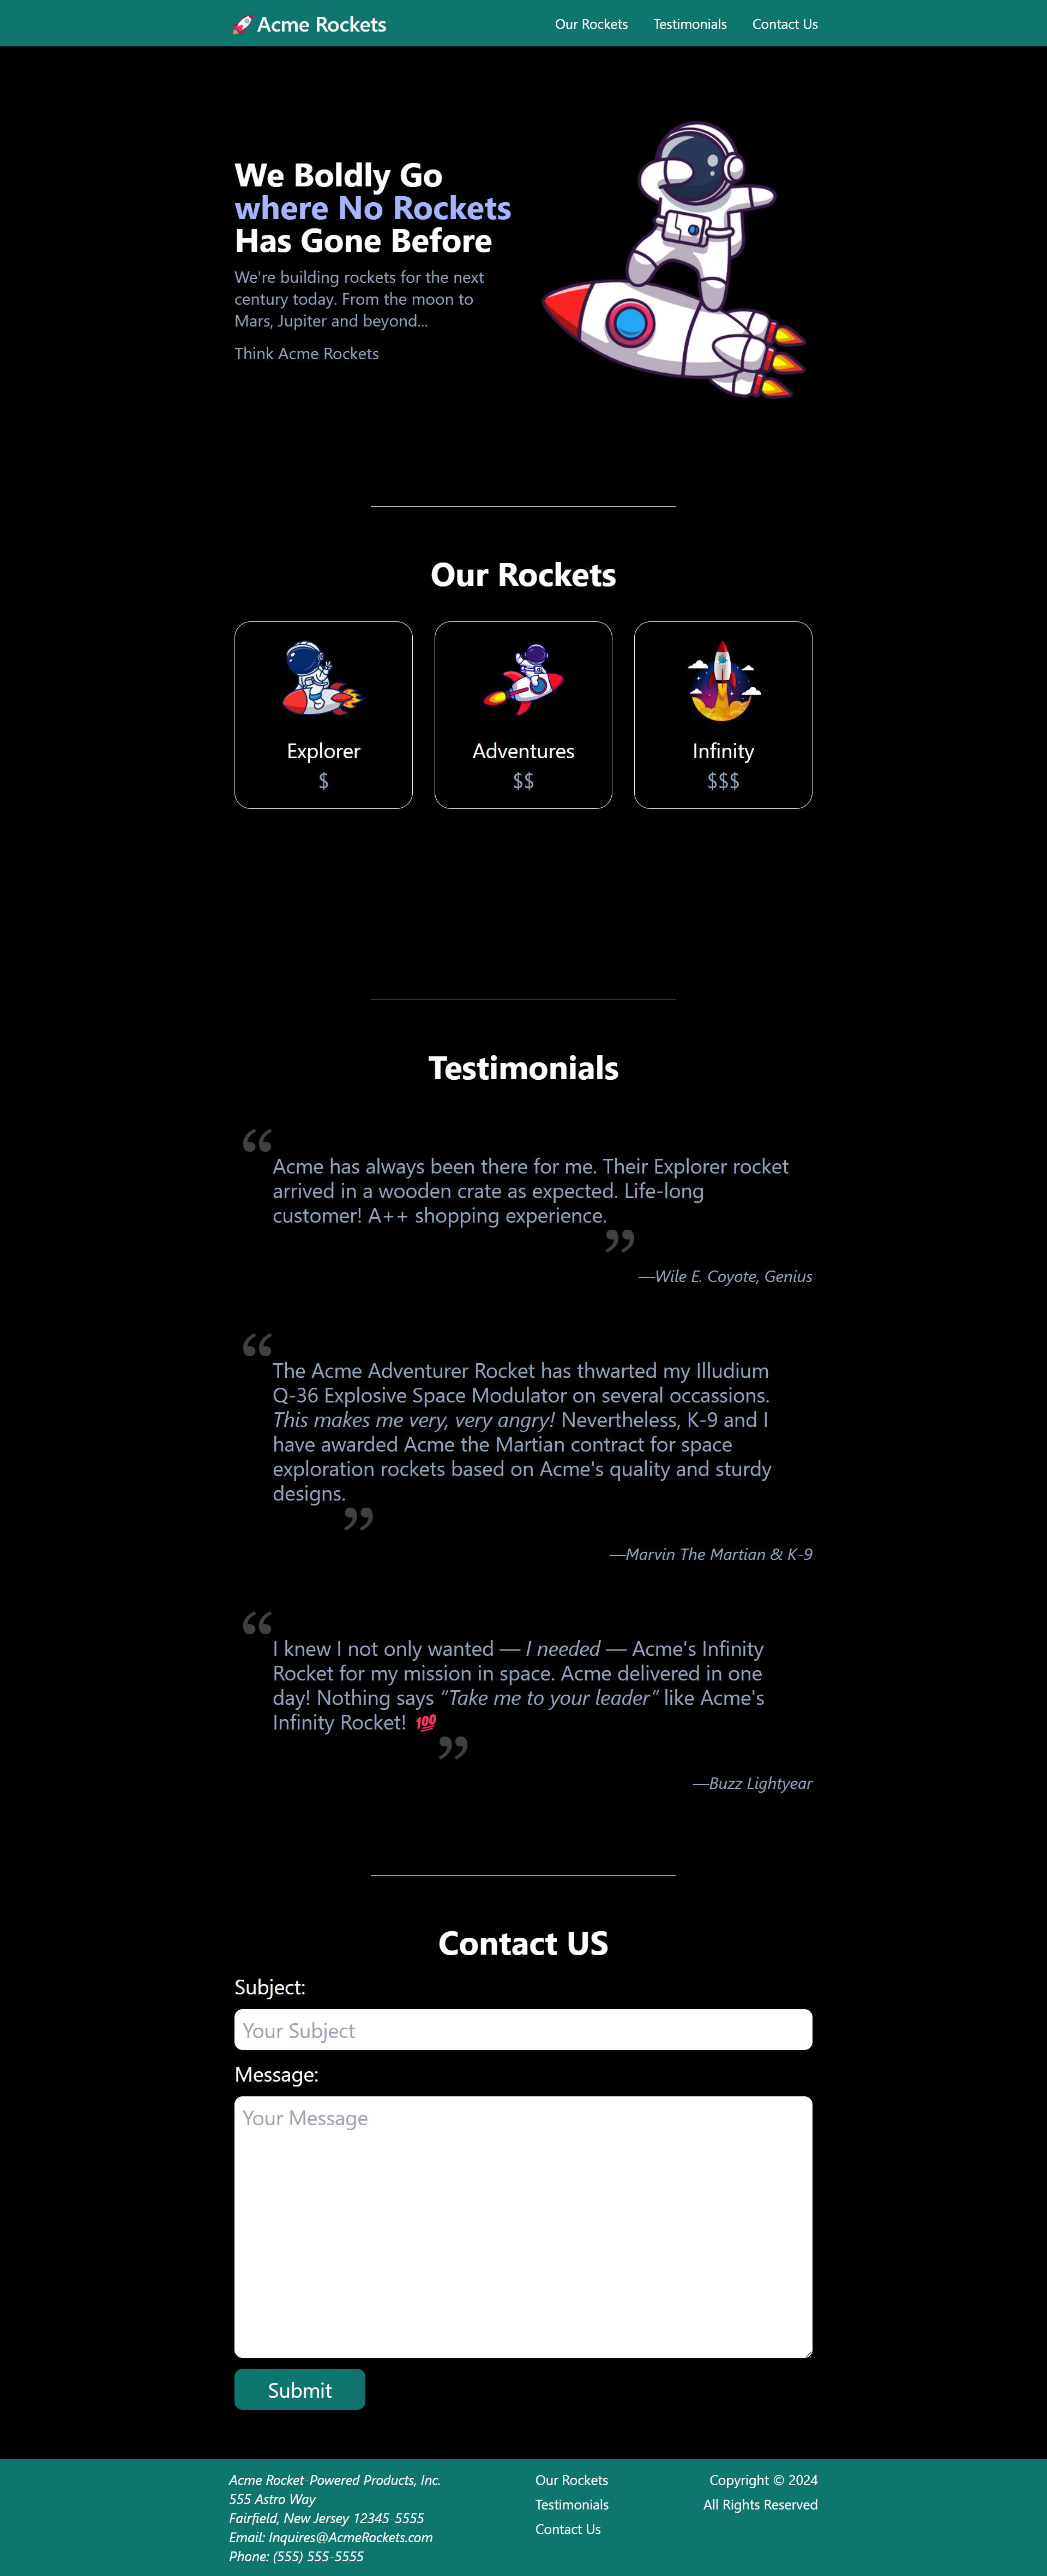 🚀 Acme Rockets
Our Rockets Testimonials Contact Us
We Boldly Go
where No Rockets
Has Gone Before
We're building rockets for the next
century today. From the moon to
Mars, Jupiter and beyond...
Think Acme Rockets
Our Rockets
Explorer
$
Adventures
$$
Infinity
$$$
Testimonials
“
Acme has always been there for me. Their Explorer rocket
arrived in a wooden crate as expected. Life-long
customer! A++ shopping experience.
”
—Wile E. Coyote, Genius
“
The Acme Adventurer Rocket has thwarted my Illudium
Q-36 Explosive Space Modulator on several occassions.
This makes me very, very angry! Nevertheless, K-9 and I
have awarded Acme the Martian contract for space
exploration rockets based on Acme's quality and sturdy
designs.
”
—Marvin The Martian & K-9
“
I knew I not only wanted — I needed — Acme's Infinity
Rocket for my mission in space. Acme delivered in one
day! Nothing says “Take me to your leader” like Acme's
Infinity Rocket! 💯
”
—Buzz Lightyear
Contact US
Subject:
Your Subject
Message:
Your Message
Submit
Acme Rocket-Powered Products, Inc.
555 Astro Way
Fairfield, New Jersey 12345-5555
Email: Inquires@AcmeRockets.com
Phone: (555) 555-5555
Our Rockets
Testimonials
Contact Us
Copyright © 2024
All Rights Reserved